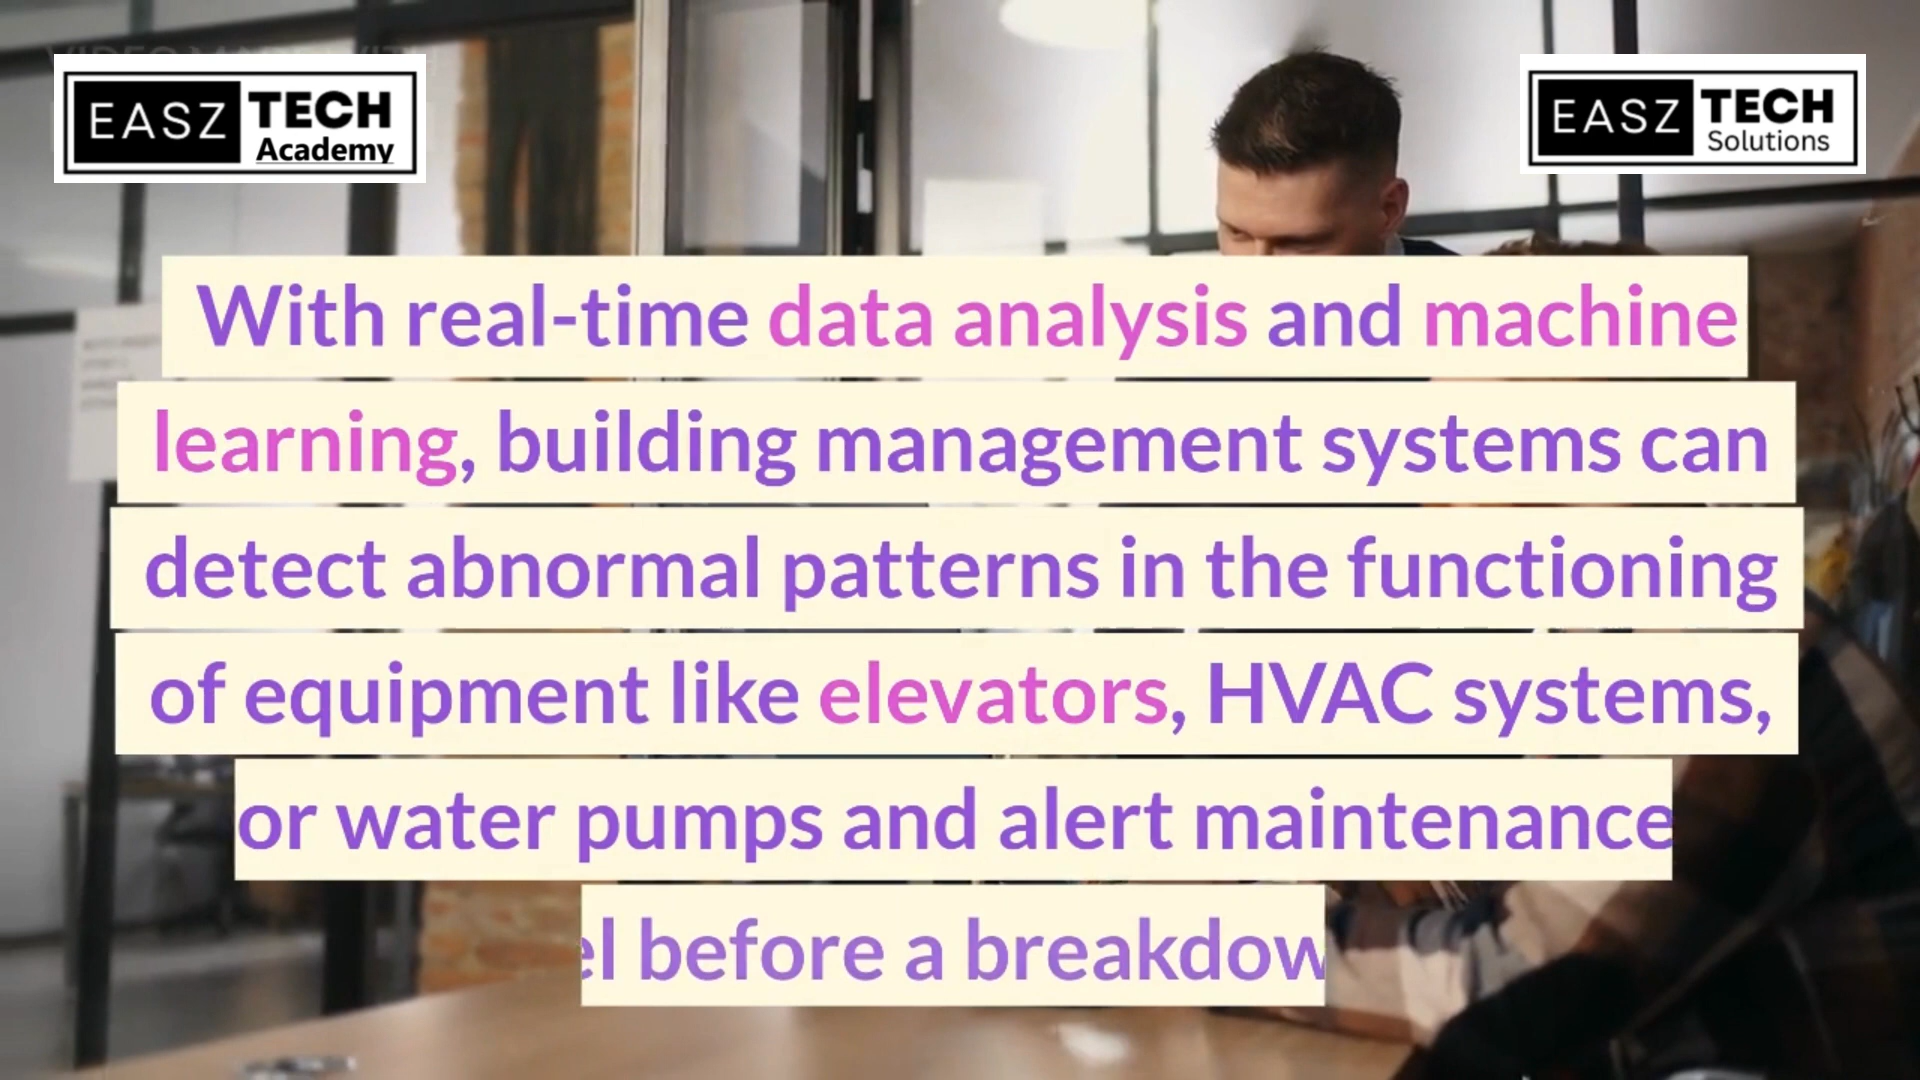 EASZ TECH
Academy
EASZ TECH
Solutions
With real-time data analysis and machine
learning, building management systems can
detect abnormal patterns in the functioning
of equipment like elevators, HVAC systems,
or water pumps and alert maintenance
before a